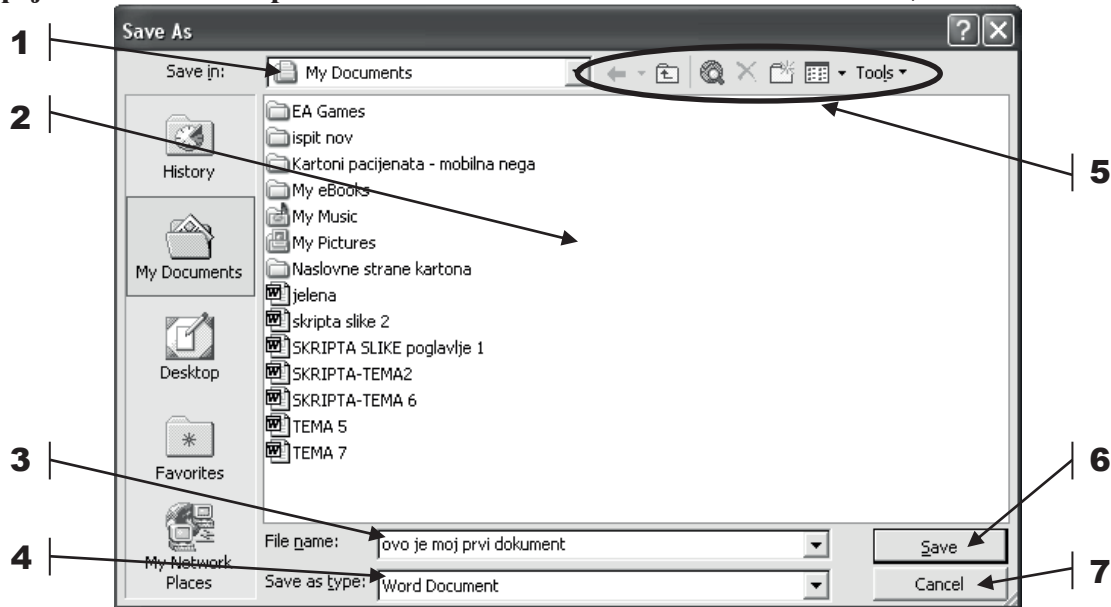 Save As
1
Save in:
My Documents
Tools
5
2
EA Games
ispit nov
Kartoni pacijenata - mobilna nega
My eBooks
My Music
My Pictures
Naslovne strane kartona
jelena
skripta slike 2
SKRIPTA SLIKE poglavlje 1
SKRIPTA-TEMA2
SKRIPTA-TEMA 6
TEMA 5
TEMA 7
History
My Documents
Desktop
Favorites
My Network
Places
3
File name:
ovo je moj prvi dokument
Save
6
4
Save as type:
Word Document
Cancel
7